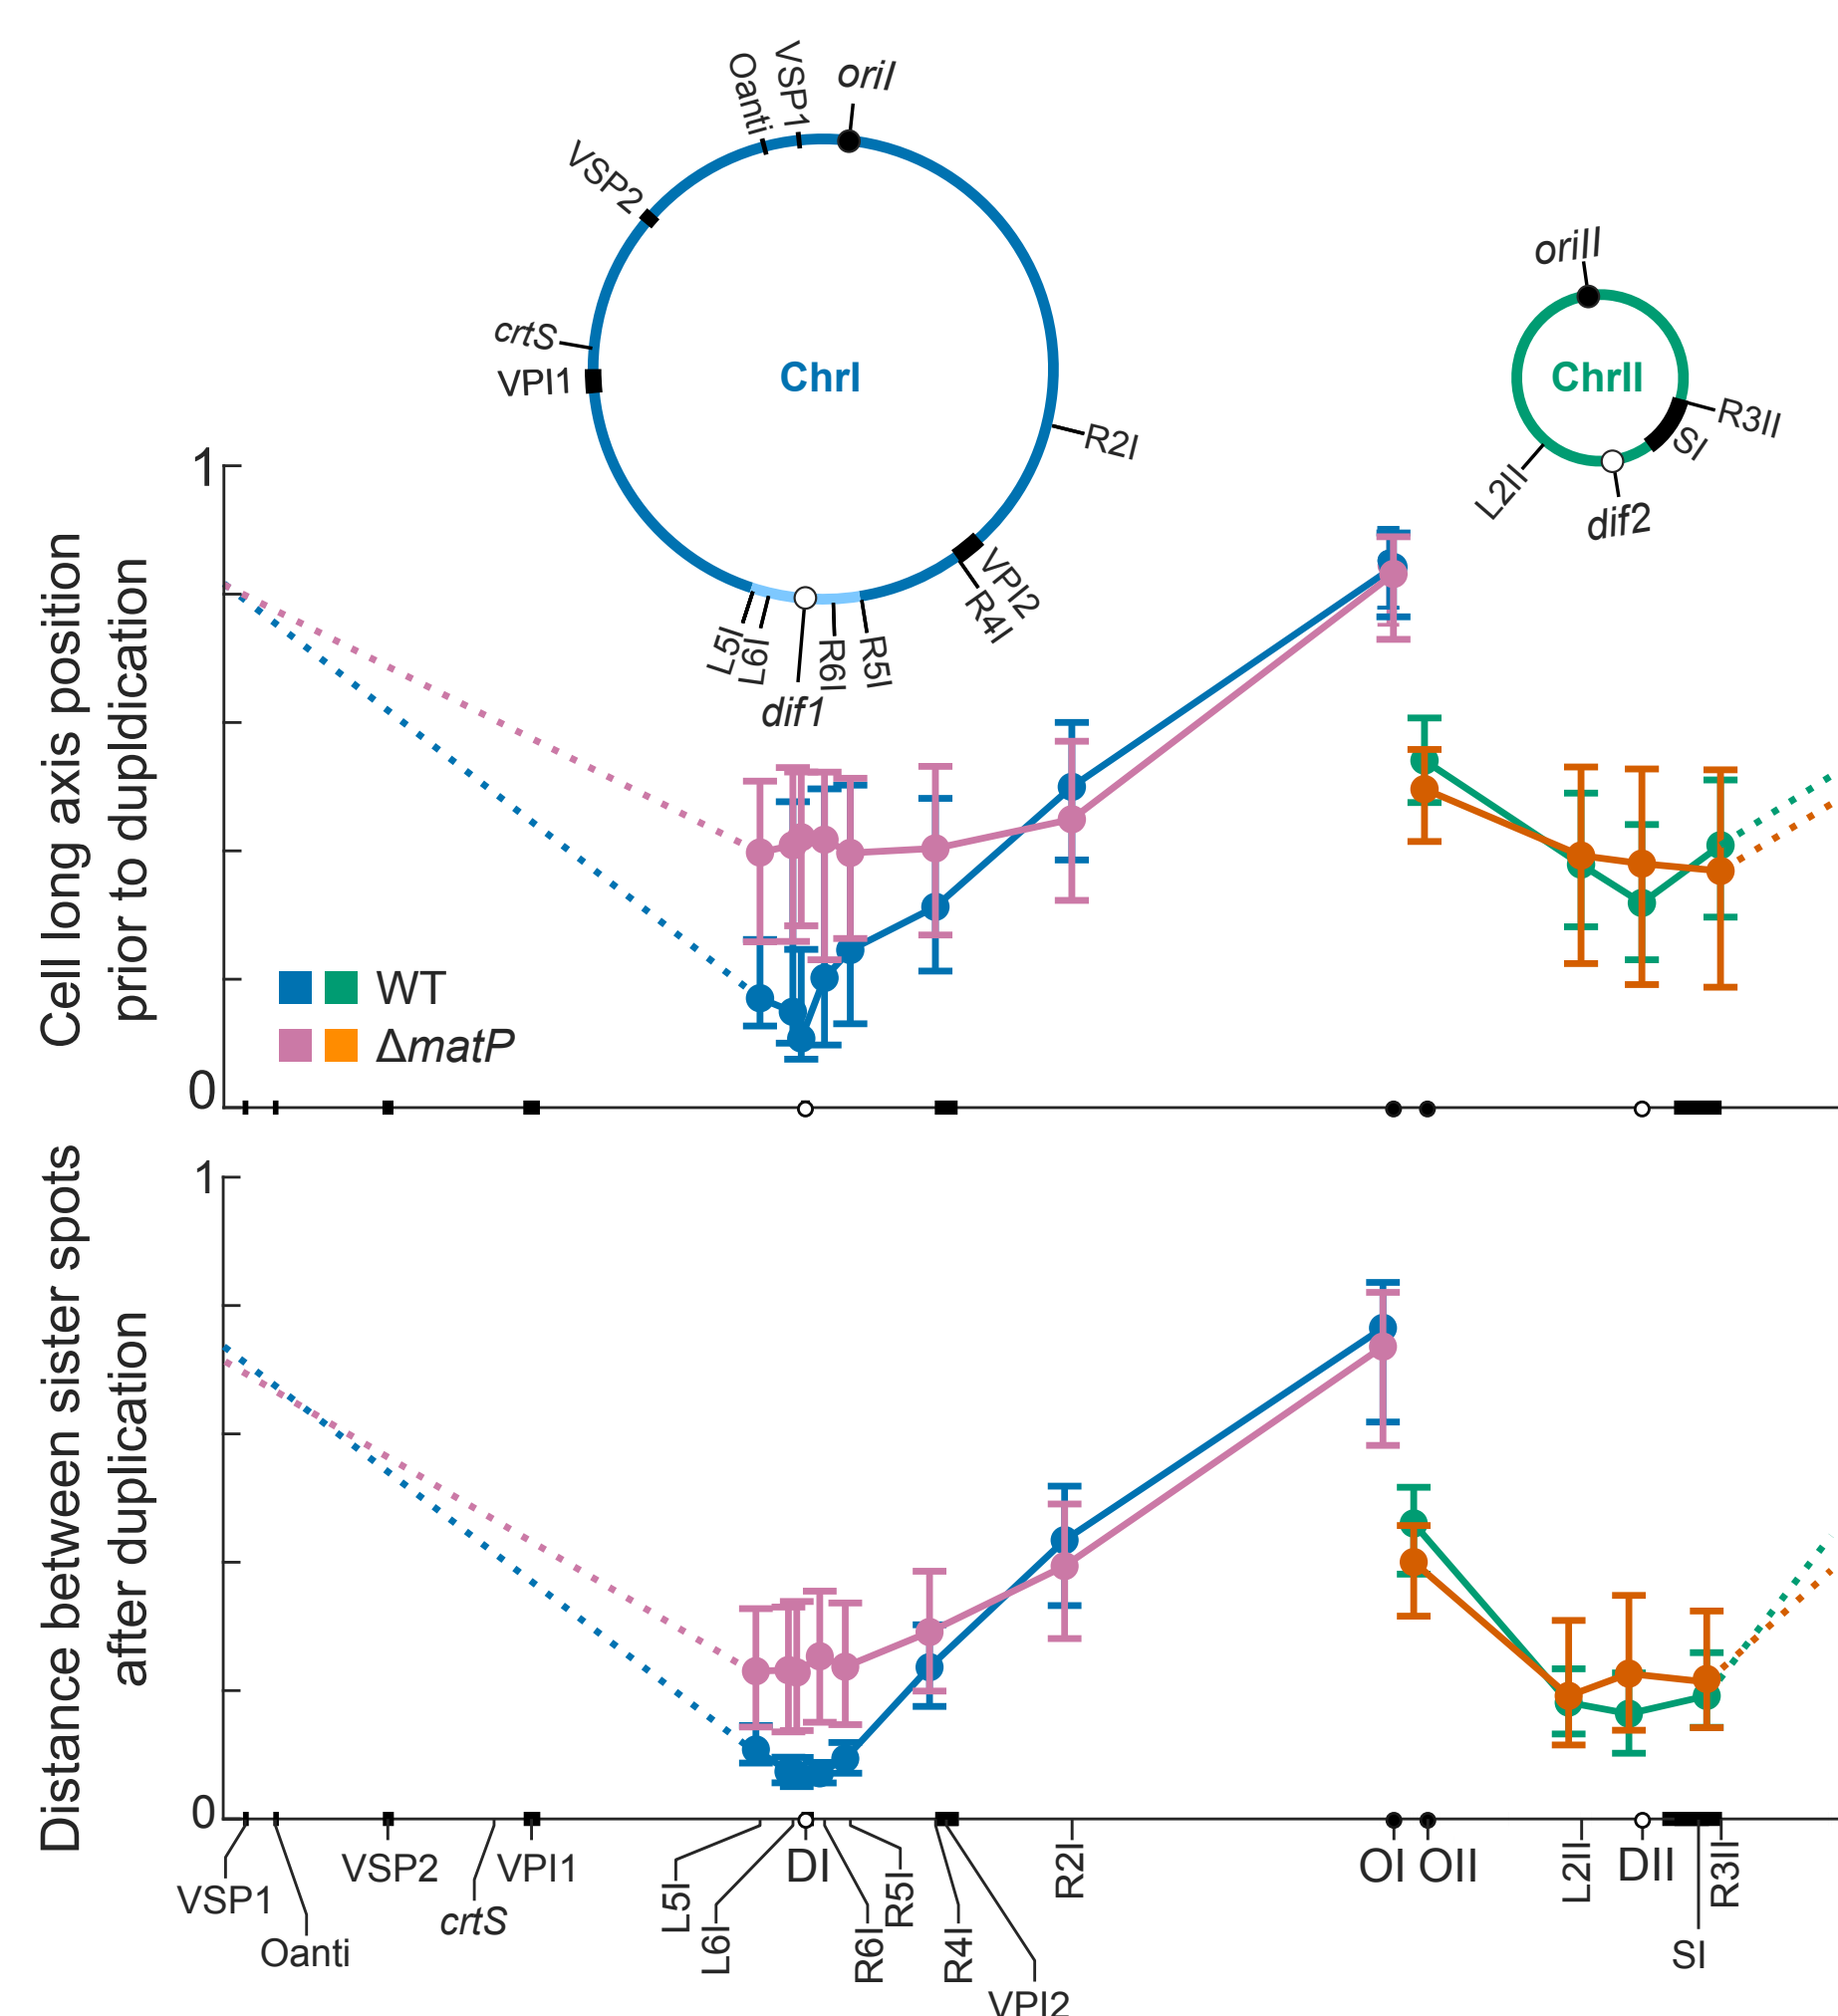 oriI
VSP1
Oanti
VSP2
crtS
VPI1
ChrI
R2I
VPI2
R4I
R5I
R6I
dif1
L6I
L5I
oriII
ChrII
R3II
SI
dif2
L2II
1
Cell long axis position
prior to dupldication
WT
ΔmatP
0
1
Distance between sister spots
after duplication
0
VSP1
Oanti
VSP2
crtS
VPI1
L5I
L6I
DI
R6I
R5I
R4I
VPI2
R2I
OI
OII
L2II
DII
SI
R3II